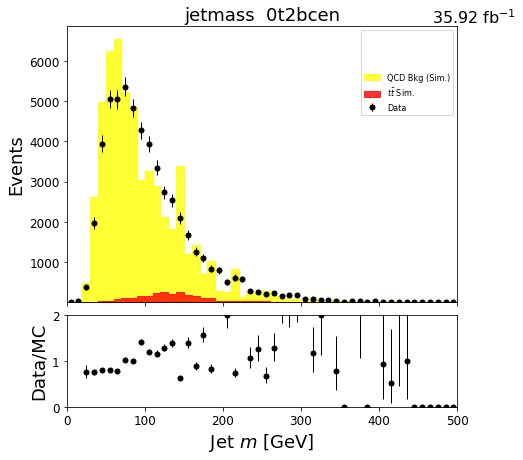 jetmass 0t2bcen
35.92 fb⁻¹
QCD Bkg (Sim.)
tt̄ Sim.
Data
Events
6000
5000
4000
3000
2000
1000
Data/MC
2
1
0
0 100 200 300 400 500
Jet m [GeV]